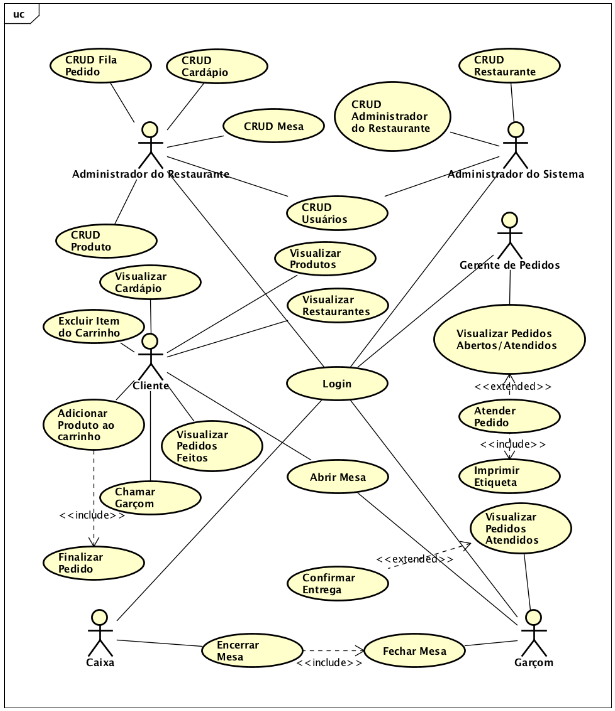 uc
CRUD Fila
Pedido
CRUD
Cardápio
CRUD
Restaurante
CRUD
Administrador
do Restaurante
CRUD Mesa
Administrador do Restaurante
Administrador do Sistema
CRUD
Usuários
CRUD
Produto
Visualizar
Produtos
Gerente de Pedidos
Visualizar
Cardápio
Visualizar
Restaurantes
Excluir Item
do Carrinho
Visualizar Pedidos
Abertos/Atendidos
Cliente
Login
<<extended>>
Adicionar
Produto ao
carrinho
Atender
Pedido
Visualizar
Pedidos
Feitos
<<include>>
Abrir Mesa
Imprimir
Etiqueta
Chamar
Garçom
<<include>>
Visualizar
Pedidos
Atendidos
Finalizar
Pedido
<<extended>>
Confirmar
Entrega
Encerrar
Mesa
Fechar Mesa
<<include>>
Caixa
Garçom